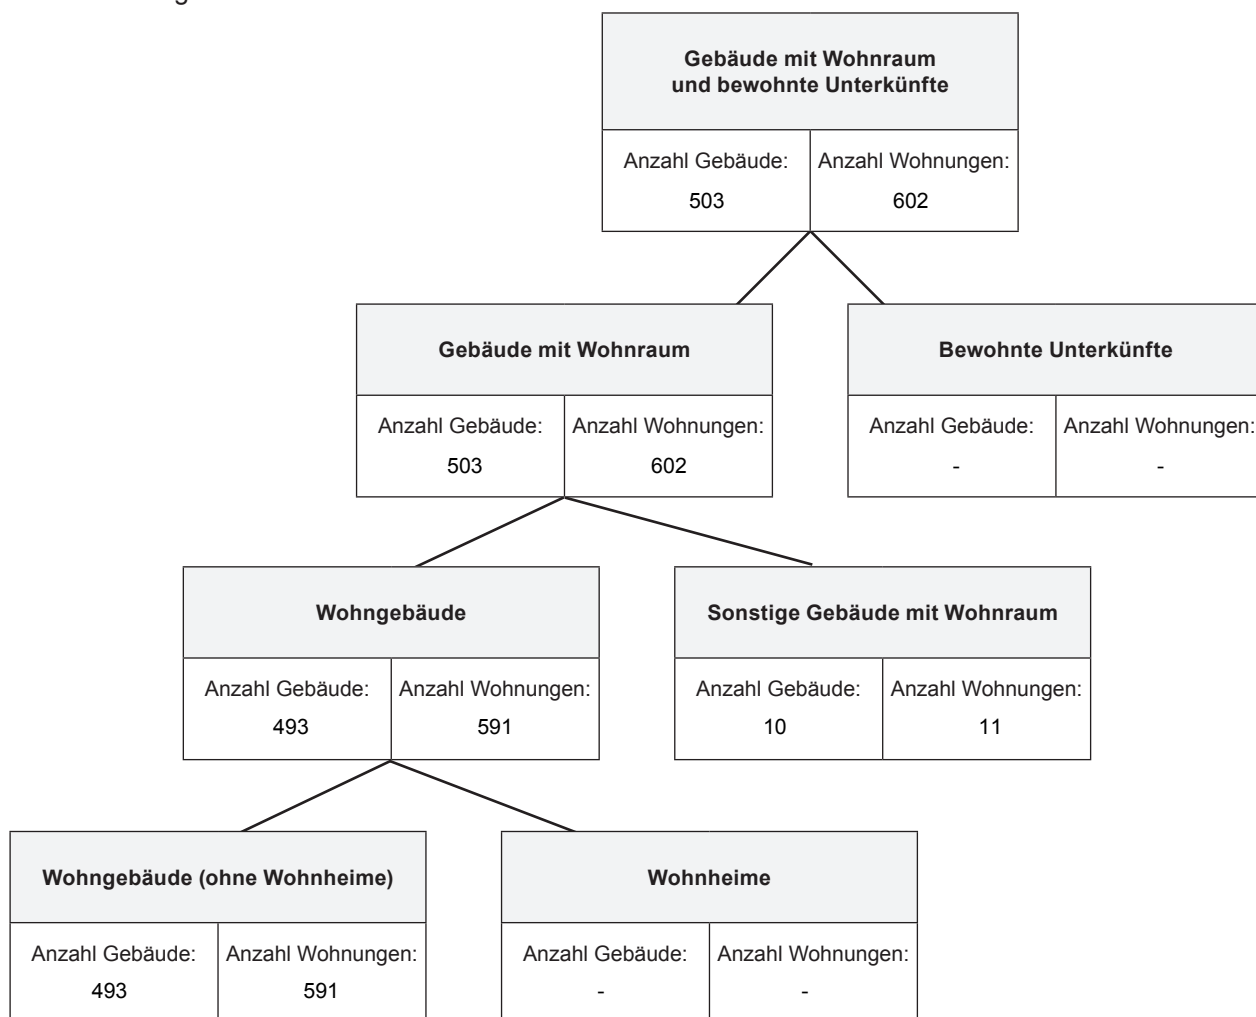 Gebäude mit Wohnraum
und bewohnte Unterkünfte
Anzahl Gebäude: Anzahl Wohnungen:
503 602
Gebäude mit Wohnraum
Bewohnte Unterkünfte
Anzahl Gebäude: Anzahl Wohnungen:
503 602
Anzahl Gebäude: Anzahl Wohnungen:
- -
Wohngebäude
Sonstige Gebäude mit Wohnraum
Anzahl Gebäude: Anzahl Wohnungen:
493 591
Anzahl Gebäude: Anzahl Wohnungen:
10 11
Wohngebäude (ohne Wohnheime)
Wohnheime
Anzahl Gebäude: Anzahl Wohnungen:
493 591
Anzahl Gebäude: Anzahl Wohnungen:
- -